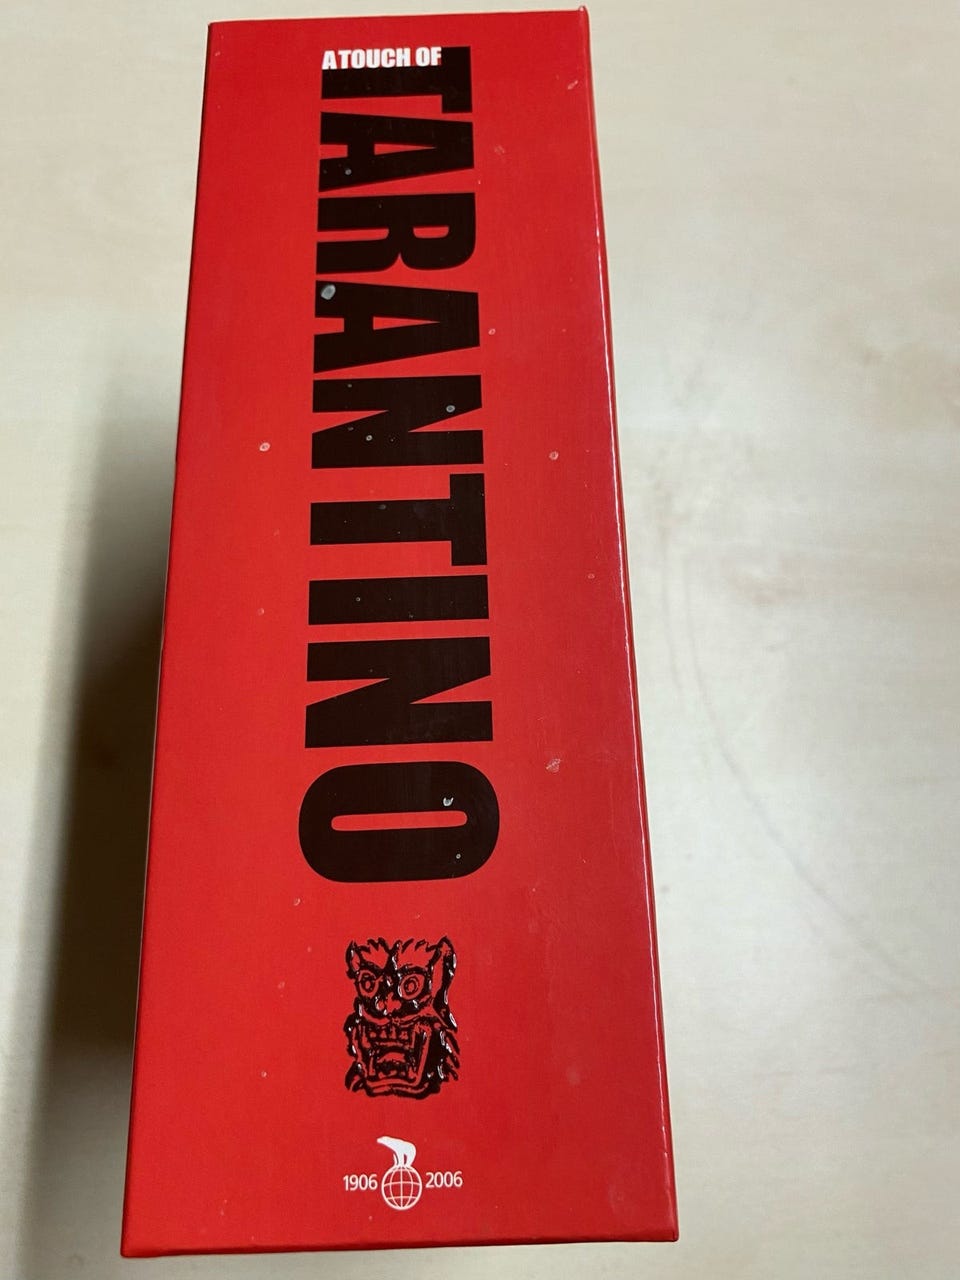 A TOUCH OF
TARANTINO
1906 2006